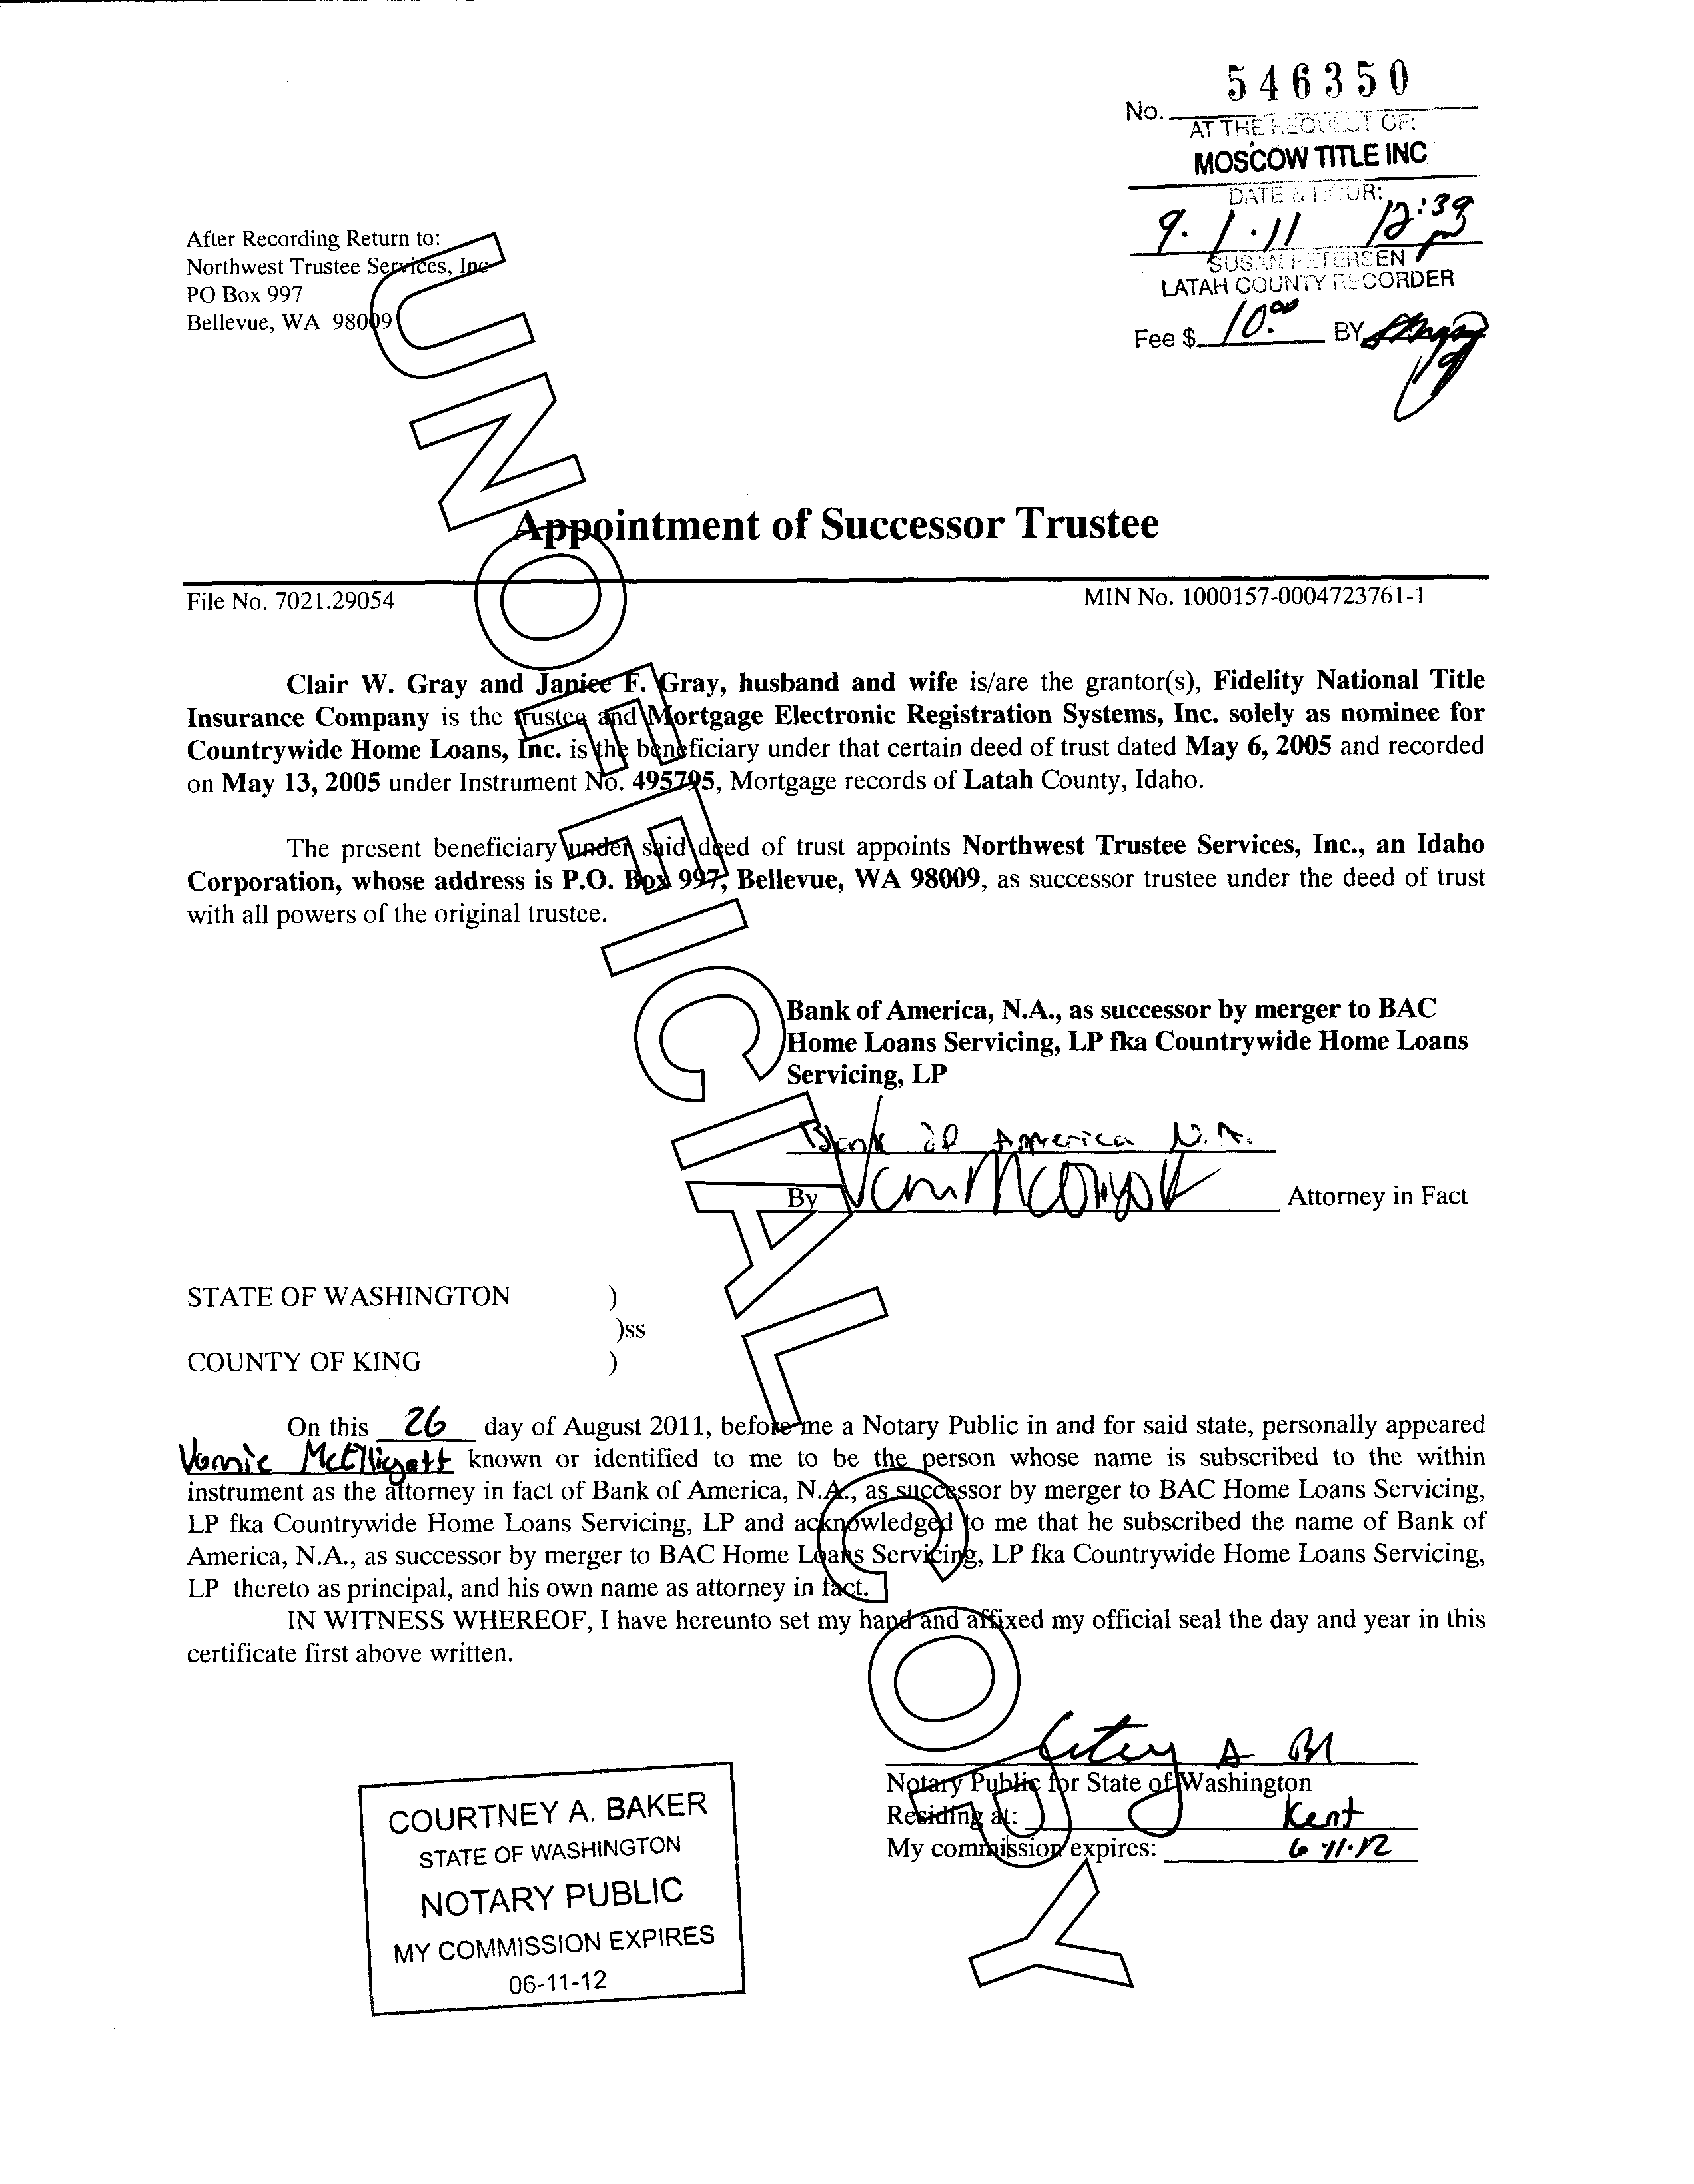 546350
No.
AT THE REQUEST OF:
MOSCOW TITLE INC
DATE & HOUR:
9.1.11 12:39 pm
SUSAN PETERSEN
LATAH COUNTY RECORDER
Fee $ 10.00 BY
After Recording Return to:
Northwest Trustee Services, Inc
PO Box 997
Bellevue, WA 98009
UNOFFICIAL COPY
Appointment of Successor Trustee
File No. 7021.29054 MIN No. 1000157-0004723761-1
Clair W. Gray and Janice F. Gray, husband and wife is/are the grantor(s), Fidelity National Title
Insurance Company is the trustee and Mortgage Electronic Registration Systems, Inc. solely as nominee for
Countrywide Home Loans, Inc. is the beneficiary under that certain deed of trust dated May 6, 2005 and recorded
on May 13, 2005 under Instrument No. 495795, Mortgage records of Latah County, Idaho.
The present beneficiary under said deed of trust appoints Northwest Trustee Services, Inc., an Idaho
Corporation, whose address is P.O. Box 997, Bellevue, WA 98009, as successor trustee under the deed of trust
with all powers of the original trustee.
Bank of America, N.A., as successor by merger to BAC
Home Loans Servicing, LP fka Countrywide Home Loans
Servicing, LP
Bank of America N.A.
By Attorney in Fact
STATE OF WASHINGTON )
)ss
COUNTY OF KING )
On this 26 day of August 2011, before me a Notary Public in and for said state, personally appeared
Vonnie McElligott known or identified to me to be the person whose name is subscribed to the within
instrument as the attorney in fact of Bank of America, N.A., as successor by merger to BAC Home Loans Servicing,
LP fka Countrywide Home Loans Servicing, LP and acknowledged to me that he subscribed the name of Bank of
America, N.A., as successor by merger to BAC Home Loans Servicing, LP fka Countrywide Home Loans Servicing,
LP thereto as principal, and his own name as attorney in fact.
IN WITNESS WHEREOF, I have hereunto set my hand and affixed my official seal the day and year in this
certificate first above written.
Notary Public for State of Washington
Residing at: Kent
My commission expires: 6-11-12
COURTNEY A. BAKER
STATE OF WASHINGTON
NOTARY PUBLIC
MY COMMISSION EXPIRES
06-11-12